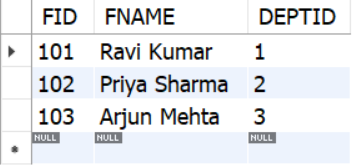 FID FNAME DEPTID
101 Ravi Kumar 1
102 Priya Sharma 2
103 Arjun Mehta 3
NULL NULL NULL